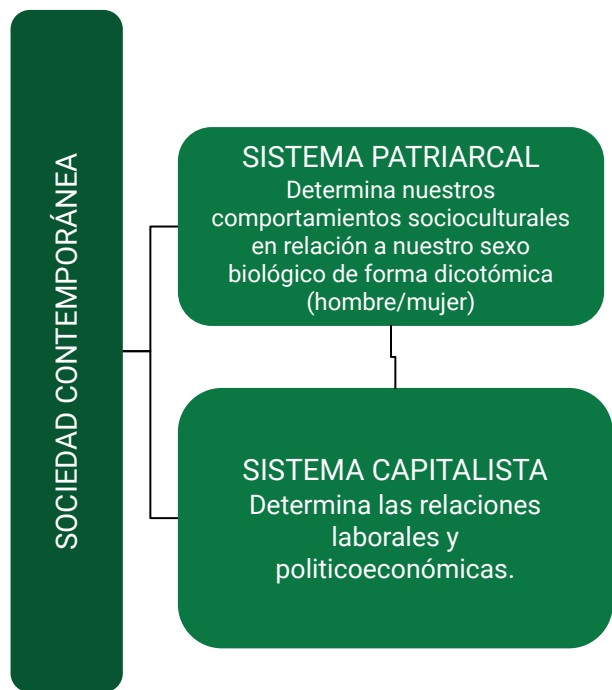 SOCIEDAD CONTEMPORÁNEA
SISTEMA PATRIARCAL
Determina nuestros
comportamientos socioculturales
en relación a nuestro sexo
biológico de forma dicotómica
(hombre/mujer)
SISTEMA CAPITALISTA
Determina las relaciones
laborales y
politicoeconómicas.